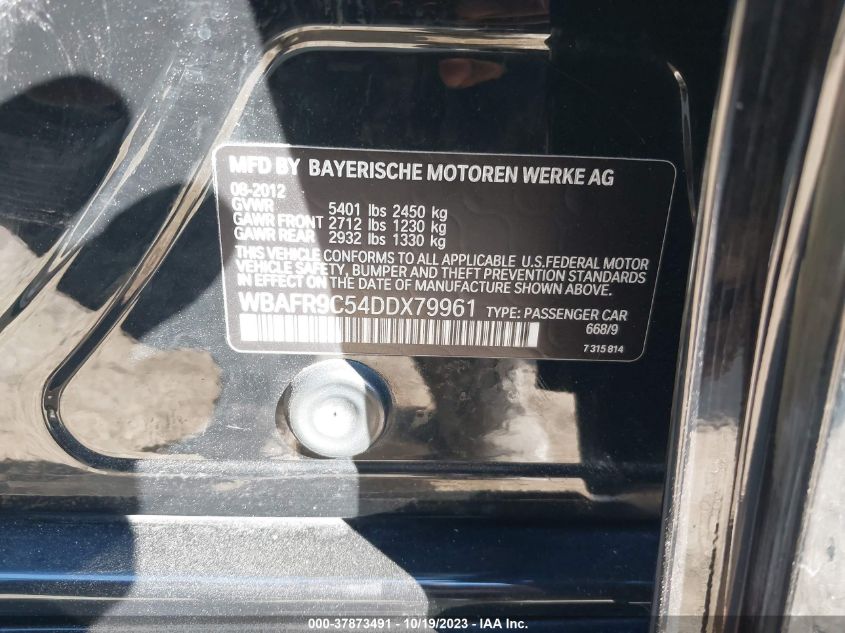 MFD BY BAYERISCHE MOTOREN WERKE AG
08-2012
GVWR 5401 lbs 2450 kg
GAWR FRONT 2712 lbs 1230 kg
GAWR REAR 2932 lbs 1330 kg
THIS VEHICLE CONFORMS TO ALL APPLICABLE U.S.FEDERAL MOTOR
VEHICLE SAFETY, BUMPER AND THEFT PREVENTION STANDARDS
IN EFFECT ON THE DATE OF MANUFACTURE SHOWN ABOVE.
WBAFR9C54DDX79961 TYPE: PASSENGER CAR
668/9
7 315 814
000-37873491 - 10/19/2023 - IAA Inc.